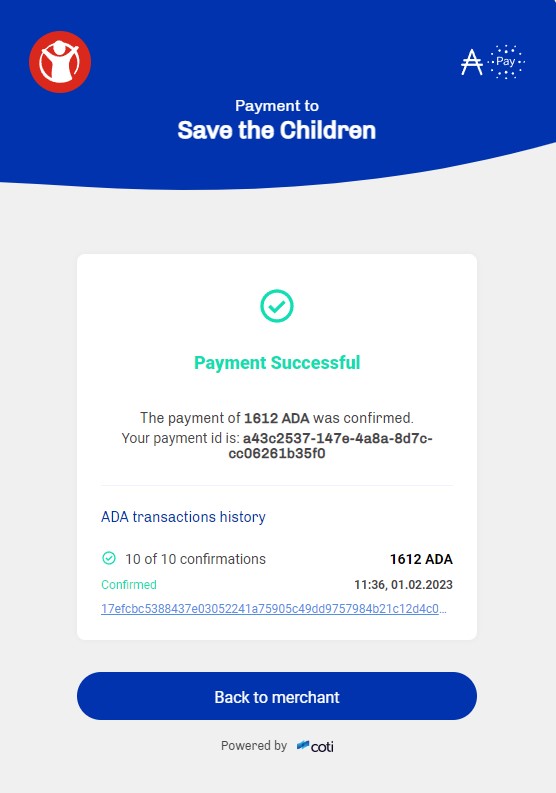 Pay
Payment to
Save the Children
Payment Successful
The payment of 1612 ADA was confirmed.
Your payment id is: a43c2537-147e-4a8a-8d7c-
cc06261b35f0
ADA transactions history
10 of 10 confirmations 1612 ADA
Confirmed 11:36, 01.02.2023
17efcbc5388437e03052241a75905c49dd9757984b21c12d4c0...
Back to merchant
Powered by coti